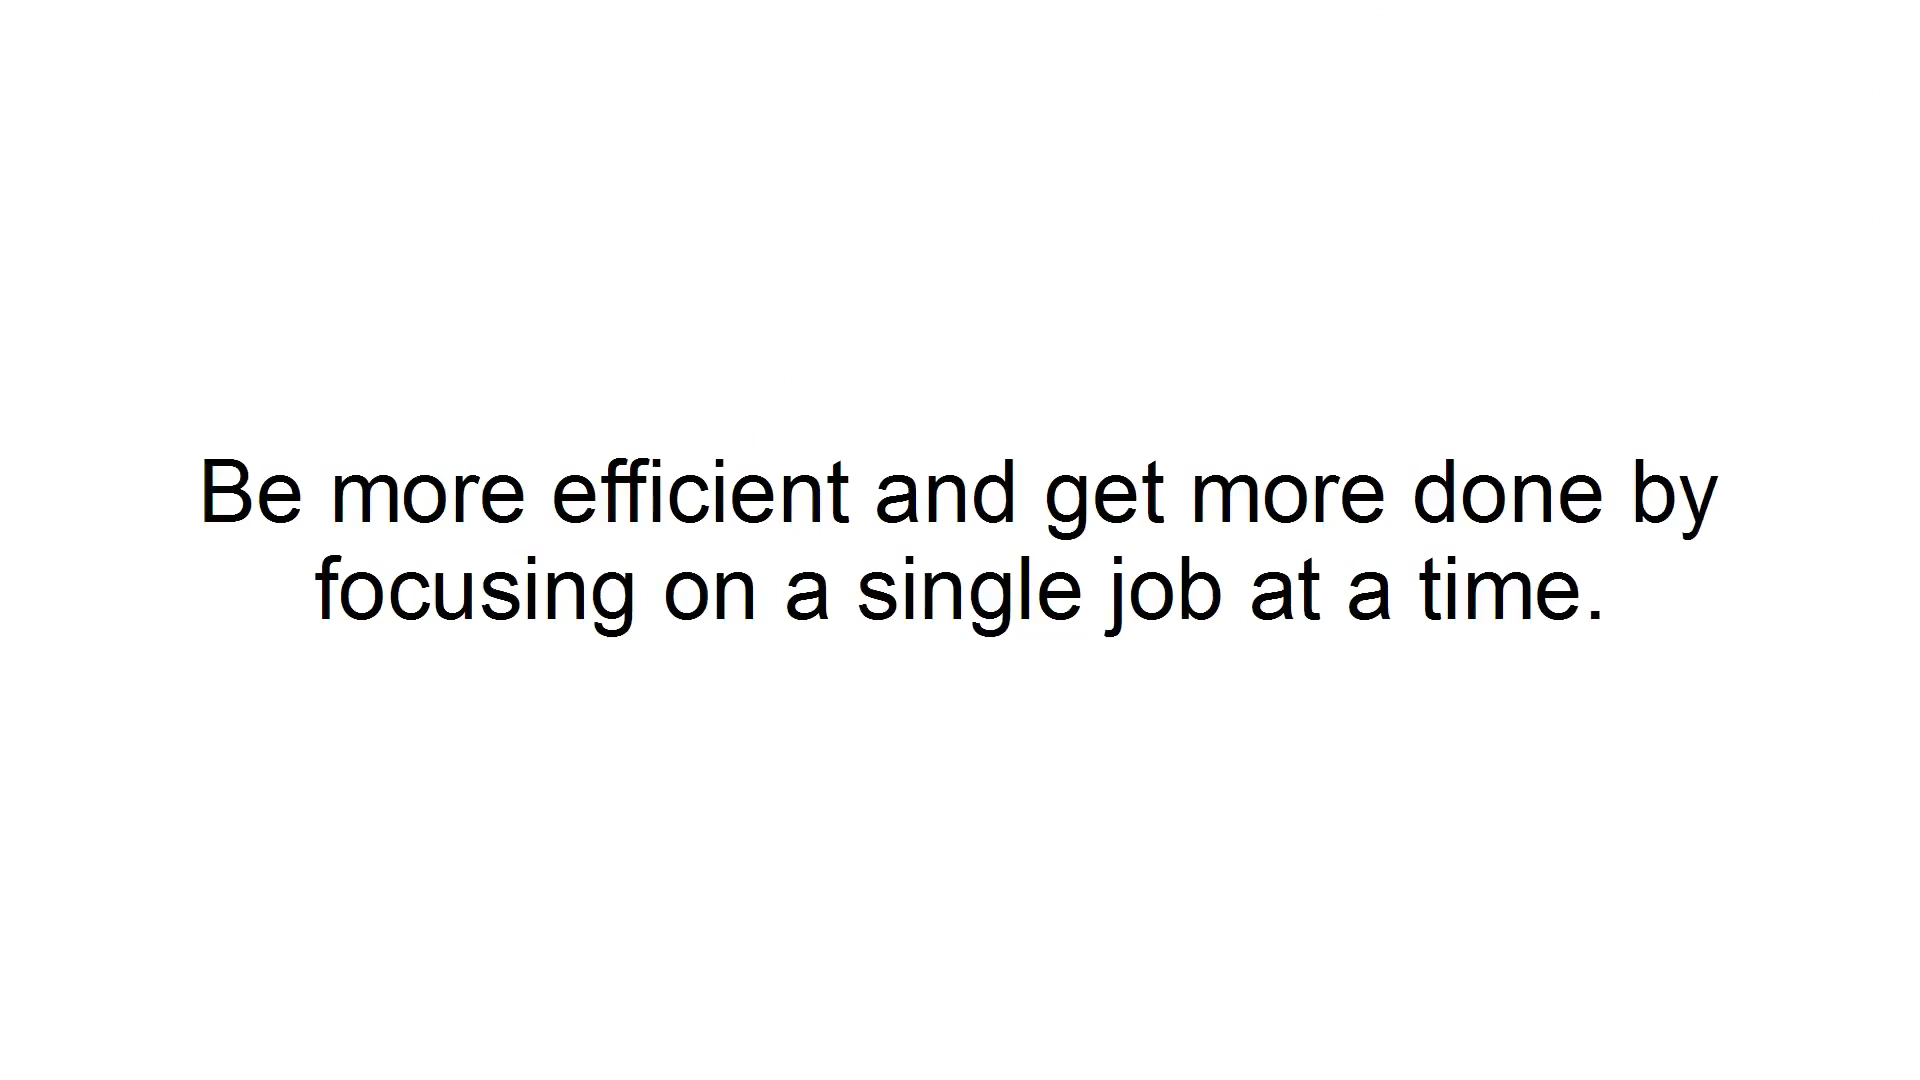 Be more efficient and get more done by
focusing on a single job at a time.